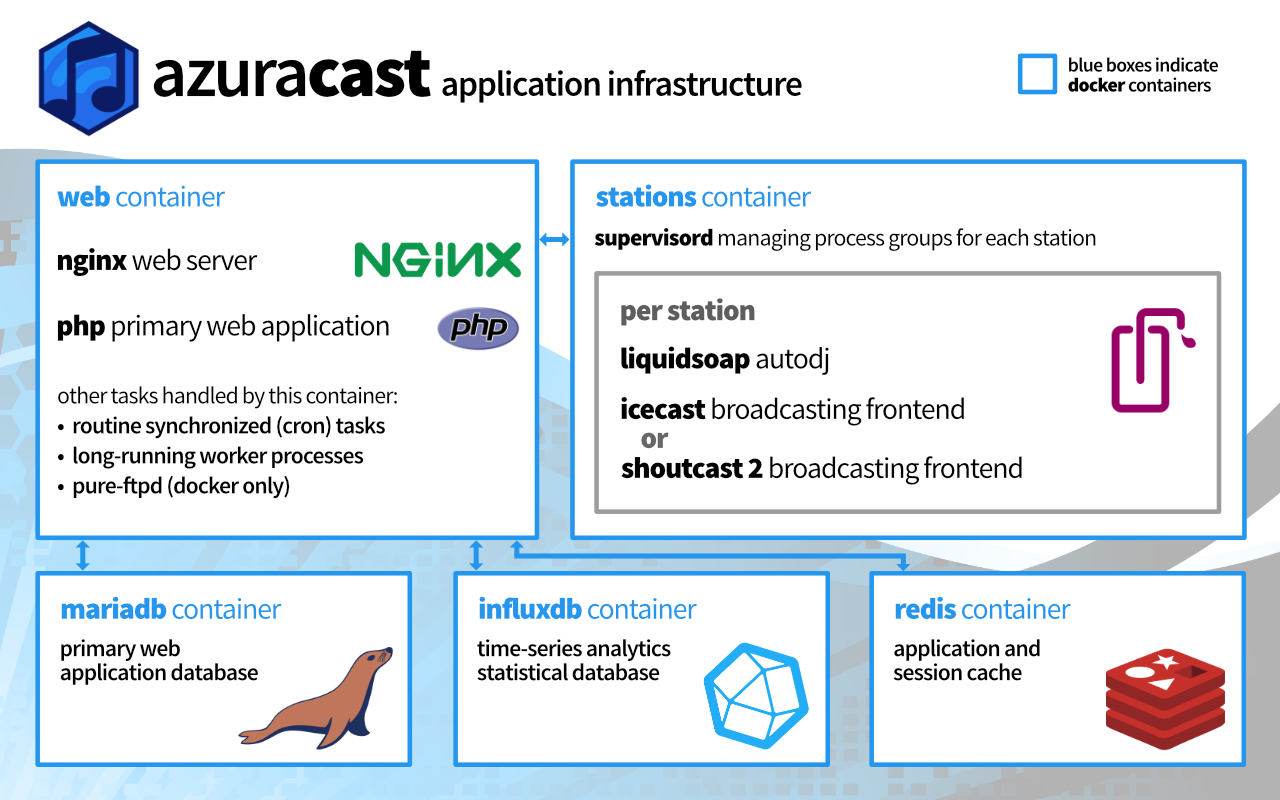 azuracast application infrastructure
blue boxes indicate
docker containers
web container
nginx web server
NGINX
php primary web application
php
other tasks handled by this container:
• routine synchronized (cron) tasks
• long-running worker processes
• pure-ftpd (docker only)
stations container
supervisord managing process groups for each station
per station
liquidsoap autodj
icecast broadcasting frontend
or
shoutcast 2 broadcasting frontend
mariadb container
primary web
application database
influxdb container
time-series analytics
statistical database
redis container
application and
session cache